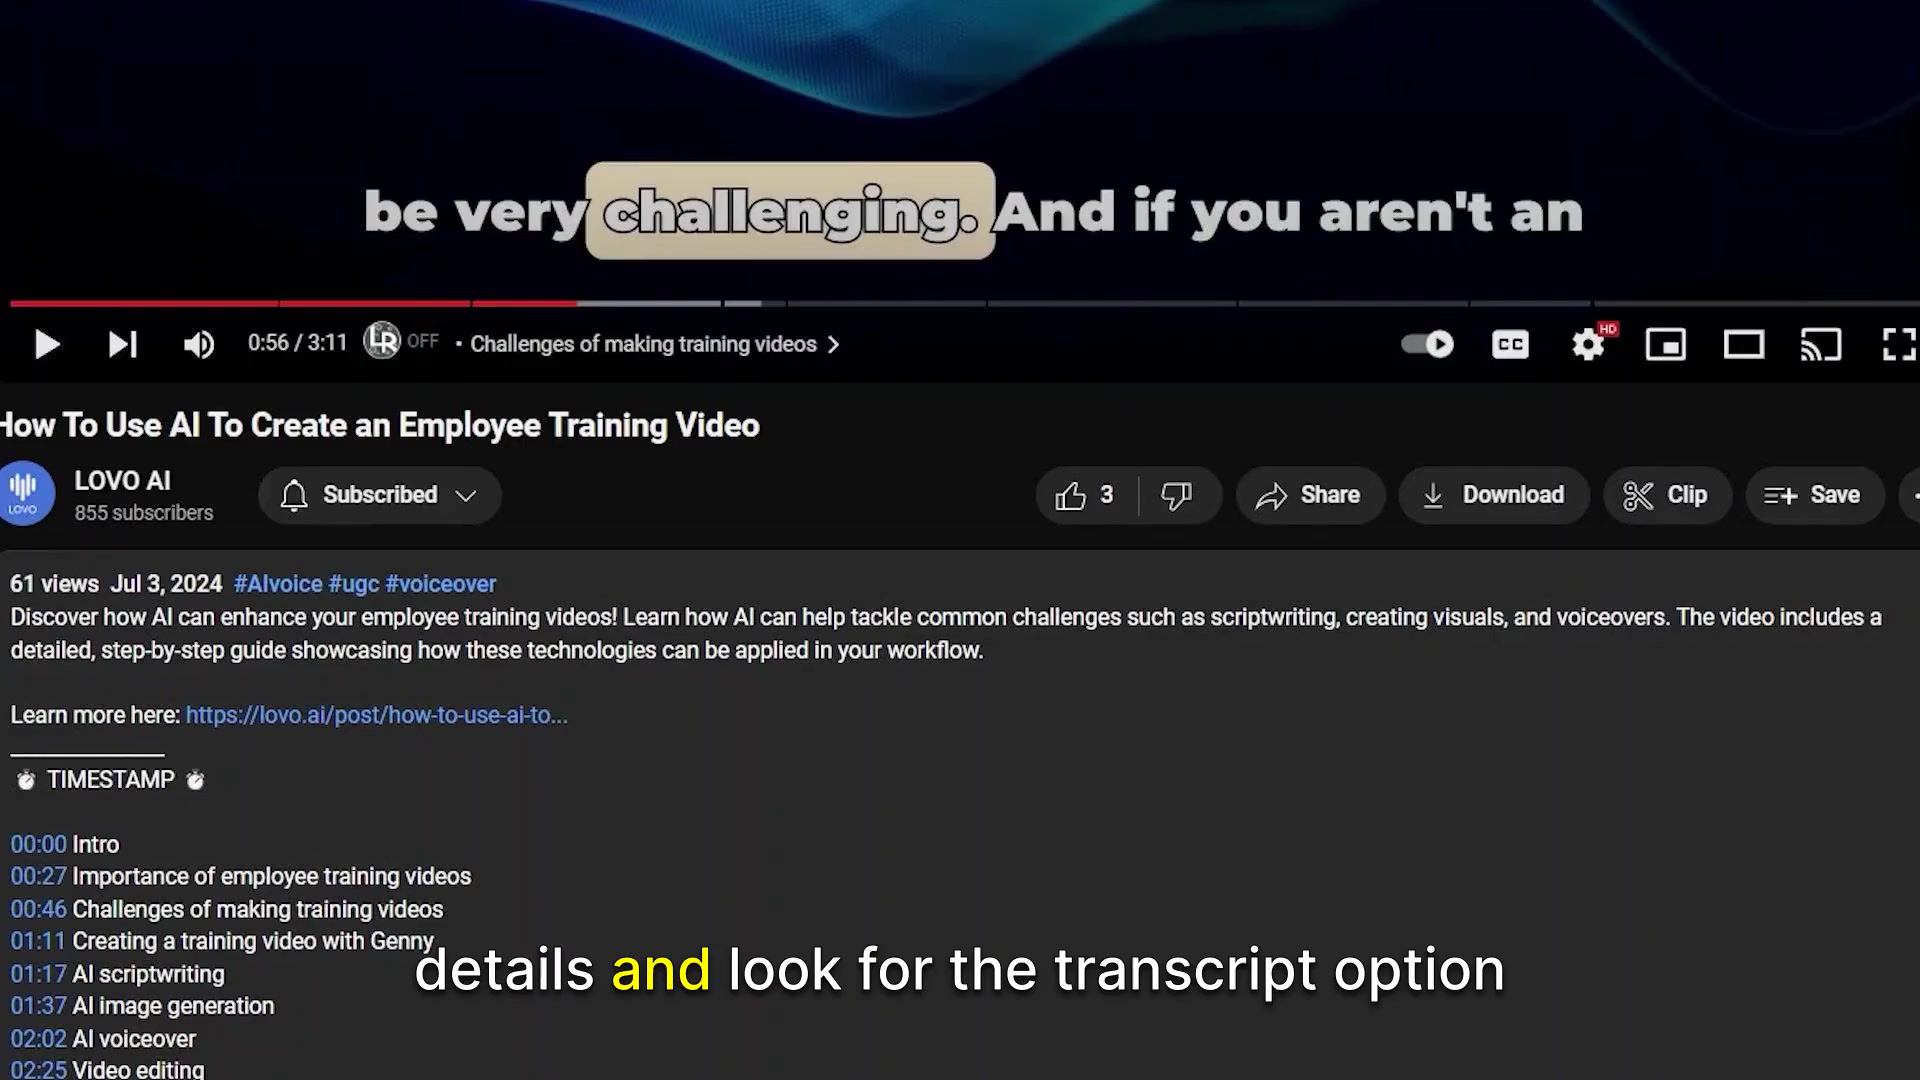 be very challenging. And if you aren't an
0:56 / 3:11 LR OFF • Challenges of making training videos
CC
HD
How To Use AI To Create an Employee Training Video
LOVO AI
855 subscribers
LOVO
Subscribed
3
Share
Download
Clip
Save
61 views Jul 3, 2024 #AIvoice #ugc #voiceover
Discover how AI can enhance your employee training videos! Learn how AI can help tackle common challenges such as scriptwriting, creating visuals, and voiceovers. The video includes a
detailed, step-by-step guide showcasing how these technologies can be applied in your workflow.
Learn more here: https://lovo.ai/post/how-to-use-ai-to...
TIMESTAMP
00:00 Intro
00:27 Importance of employee training videos
00:46 Challenges of making training videos
01:11 Creating a training video with Genny
01:17 AI scriptwriting
01:37 AI image generation
02:02 AI voiceover
02:25 Video editing
details and look for the transcript option